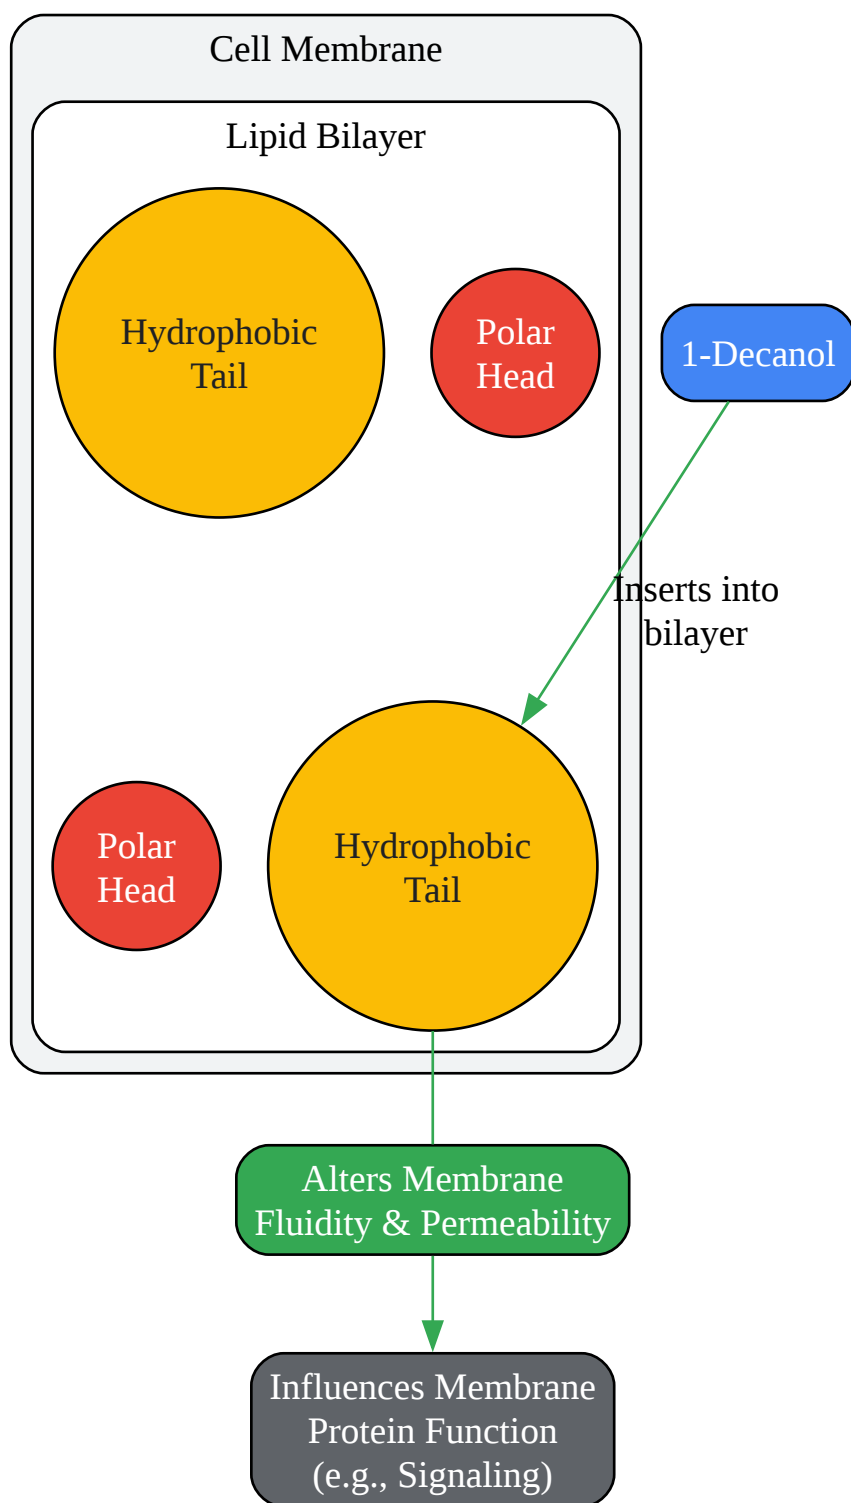 Cell Membrane
Lipid Bilayer
Hydrophobic
Tail
Polar
Head
1-Decanol
Inserts into
bilayer
Polar
Head
Hydrophobic
Tail
Alters Membrane
Fluidity & Permeability
Influences Membrane
Protein Function
(e.g., Signaling)